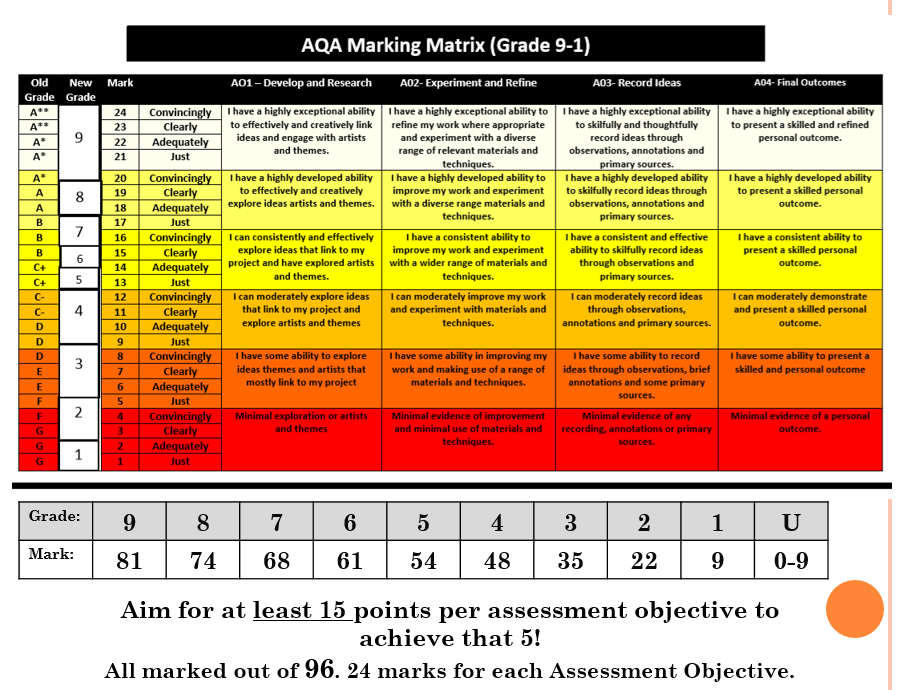 AQA Marking Matrix (Grade 9-1)
Old Grade New Grade Mark AO1 – Develop and Research A02- Experiment and Refine A03- Record Ideas A04- Final Outcomes
A** 24 Convincingly I have a highly exceptional ability I have a highly exceptional ability to I have a highly exceptional ability I have a highly exceptional ability
A** 23 Clearly to effectively and creatively link refine my work where appropriate to skilfully and thoughtfully to present a skilled and refined
9
A* 22 Adequately ideas and engage with artists and experiment with a diverse record ideas through personal outcome.
A* 21 Just and themes. range of relevant materials and observations, annotations and
techniques. primary sources.
A* 20 Convincingly I have a highly developed ability I have a highly developed ability to I have a highly developed ability I have a highly developed ability
A 8 19 Clearly to effectively and creatively improve my work and experiment to skilfully record ideas through to present a skilled personal
A 18 Adequately explore ideas artists and themes. with a diverse range materials and observations, annotations and outcome.
B 17 Just techniques. primary sources.
B 7 16 Convincingly I can consistently and effectively I have a consistent ability to I have a consistent and effective I have a consistent ability to
B 6 15 Clearly explore ideas that link to my improve my work and experiment ability to skilfully record ideas present a skilled personal
C+ 14 Adequately project and have explored artists with a wider range of materials and through observations and outcome.
C+ 5 13 Just and themes. techniques. primary sources.
C- 12 Convincingly I can moderately explore ideas I can moderately improve my work I can moderately record ideas I can moderately demonstrate
C- 4 11 Clearly that link to my project and and experiment with materials and through observations, and present a skilled personal
D 10 Adequately explore artists and themes techniques. annotations and primary sources. outcome.
D 9 Just
D 3 8 Convincingly I have some ability to explore I have some ability in improving my I have some ability to record I have some ability to present a
E 7 Clearly ideas themes and artists that work and making use of a range of ideas through observations, brief skilled and personal outcome
E 6 Adequately mostly link to my project materials and techniques. annotations and some primary
F 5 Just sources.
F 2 4 Convincingly Minimal exploration or artists Minimal evidence of improvement Minimal evidence of any Minimal evidence of a personal
G 3 Clearly and themes and minimal use of materials and recording, annotations or primary outcome.
G 2 Adequately techniques. sources.
G 1 1 Just
Grade: 9 8 7 6 5 4 3 2 1 U
Mark: 81 74 68 61 54 48 35 22 9 0-9
Aim for at least 15 points per assessment objective to
achieve that 5!
All marked out of 96. 24 marks for each Assessment Objective.